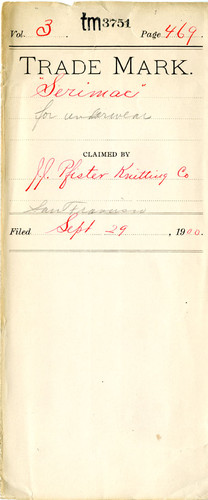 tm3751
Vol. 3. Page 469.
TRADE MARK.
"Serimac"
for underwear
CLAIMED BY
J.J. Pfister Knitting Co
San Francisco
Filed Sept 29, 1900.